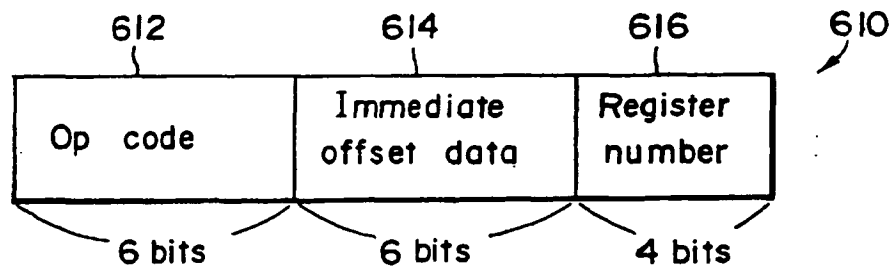 612 614 616 610
Op code
Immediate
offset data
Register
number
6 bits 6 bits 4 bits